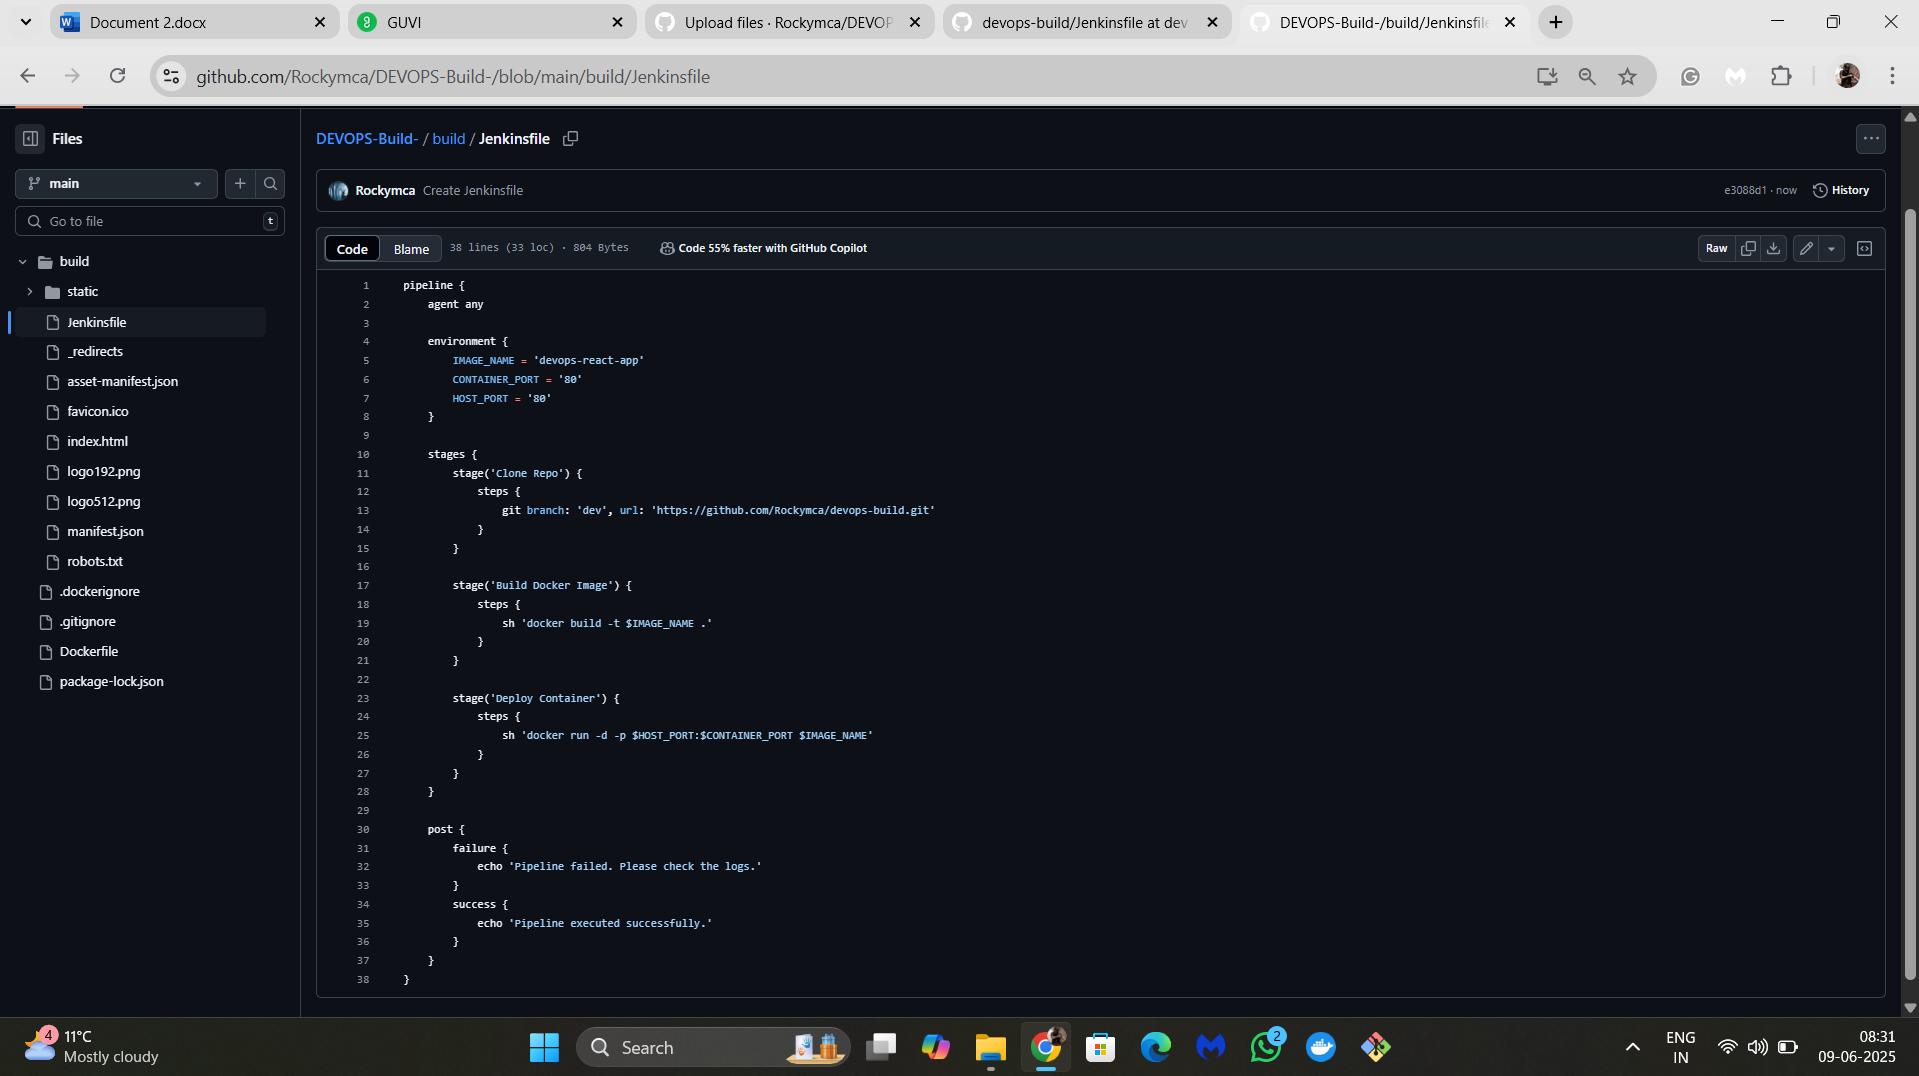 Document 2.docx
GUVI
Upload files · Rockymca/DEVOP
devops-build/Jenkinsfile at dev
DEVOPS-Build-/build/Jenkinsfile
github.com/Rockymca/DEVOPS-Build-/blob/main/build/Jenkinsfile
Files
main
Go to file
t
build
static
Jenkinsfile
_redirects
asset-manifest.json
favicon.ico
index.html
logo192.png
logo512.png
manifest.json
robots.txt
.dockerignore
.gitignore
Dockerfile
package-lock.json
DEVOPS-Build- / build / Jenkinsfile
Rockymca Create Jenkinsfile
e3088d1 · now
History
Code
Blame
38 lines (33 loc) · 804 Bytes
Code 55% faster with GitHub Copilot
Raw
1 pipeline {
2 agent any
3
4 environment {
5 IMAGE_NAME = 'devops-react-app'
6 CONTAINER_PORT = '80'
7 HOST_PORT = '80'
8 }
9
10 stages {
11 stage('Clone Repo') {
12 steps {
13 git branch: 'dev', url: 'https://github.com/Rockymca/devops-build.git'
14 }
15 }
16
17 stage('Build Docker Image') {
18 steps {
19 sh 'docker build -t $IMAGE_NAME .'
20 }
21 }
22
23 stage('Deploy Container') {
24 steps {
25 sh 'docker run -d -p $HOST_PORT:$CONTAINER_PORT $IMAGE_NAME'
26 }
27 }
28 }
29
30 post {
31 failure {
32 echo 'Pipeline failed. Please check the logs.'
33 }
34 success {
35 echo 'Pipeline executed successfully.'
36 }
37 }
38 }
4
11°C
Mostly cloudy
Search
2
ENG
IN
08:31
09-06-2025